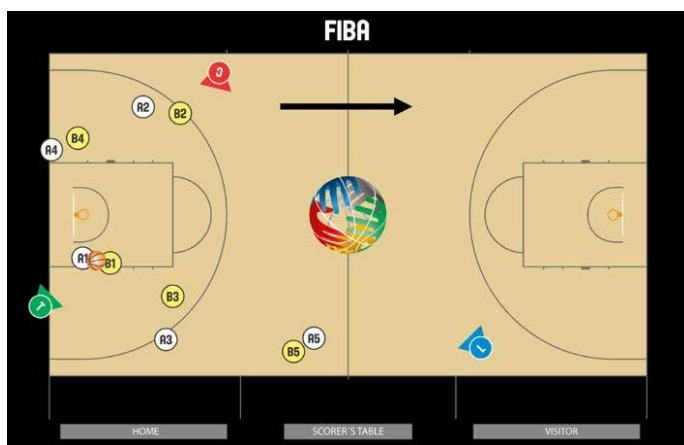 FIBA
C
A2 B2
B4
A4
A1 B1
B3
T
A3 A5
B5 L
HOME SCORER´S TABLE VISITOR